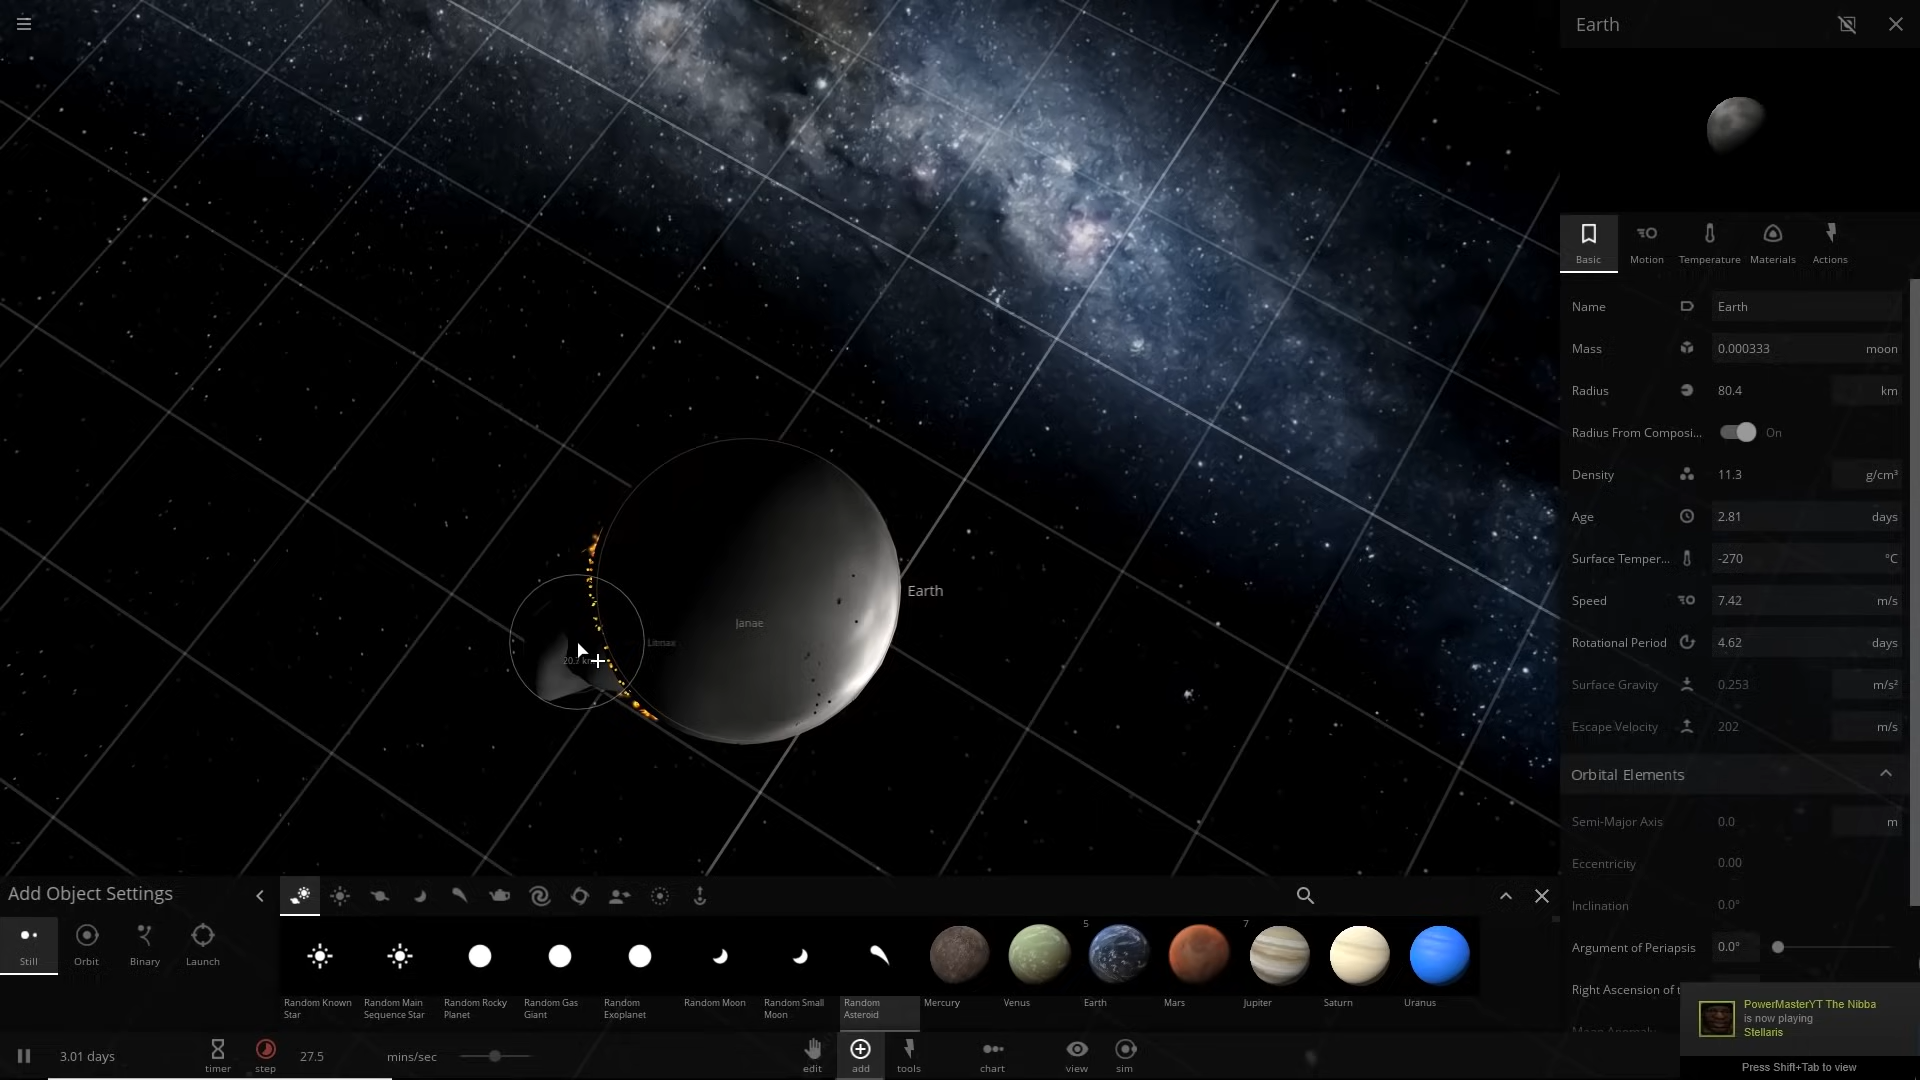 Earth
Basic
Motion
Temperature
Materials
Actions
Name
Earth
Mass
0.000333
moon
Radius
80.4
km
Radius From Composi...
On
Density
11.3
g/cm³
Age
2.81
days
Surface Temper...
-270
°C
Speed
7.42
m/s
Rotational Period
4.62
days
Surface Gravity
0.253
m/s²
Escape Velocity
202
m/s
Orbital Elements
Semi-Major Axis
0.0
m
Eccentricity
0.00
Inclination
0.0°
Argument of Periapsis
0.0°
Right Ascension of t
Mean Anomaly
PowerMasterYT The Nibba
is now playing
Stellaris
Press Shift+Tab to view
Earth
Janae
Add Object Settings
Still
Orbit
Binary
Launch
5
7
Random Known
Star
Random Main
Sequence Star
Random Rocky
Planet
Random Gas
Giant
Random
Exoplanet
Random Moon
Random Small
Moon
Random
Asteroid
Mercury
Venus
Earth
Mars
Jupiter
Saturn
Uranus
3.01 days
timer
step
27.5
mins/sec
edit
add
tools
chart
view
sim